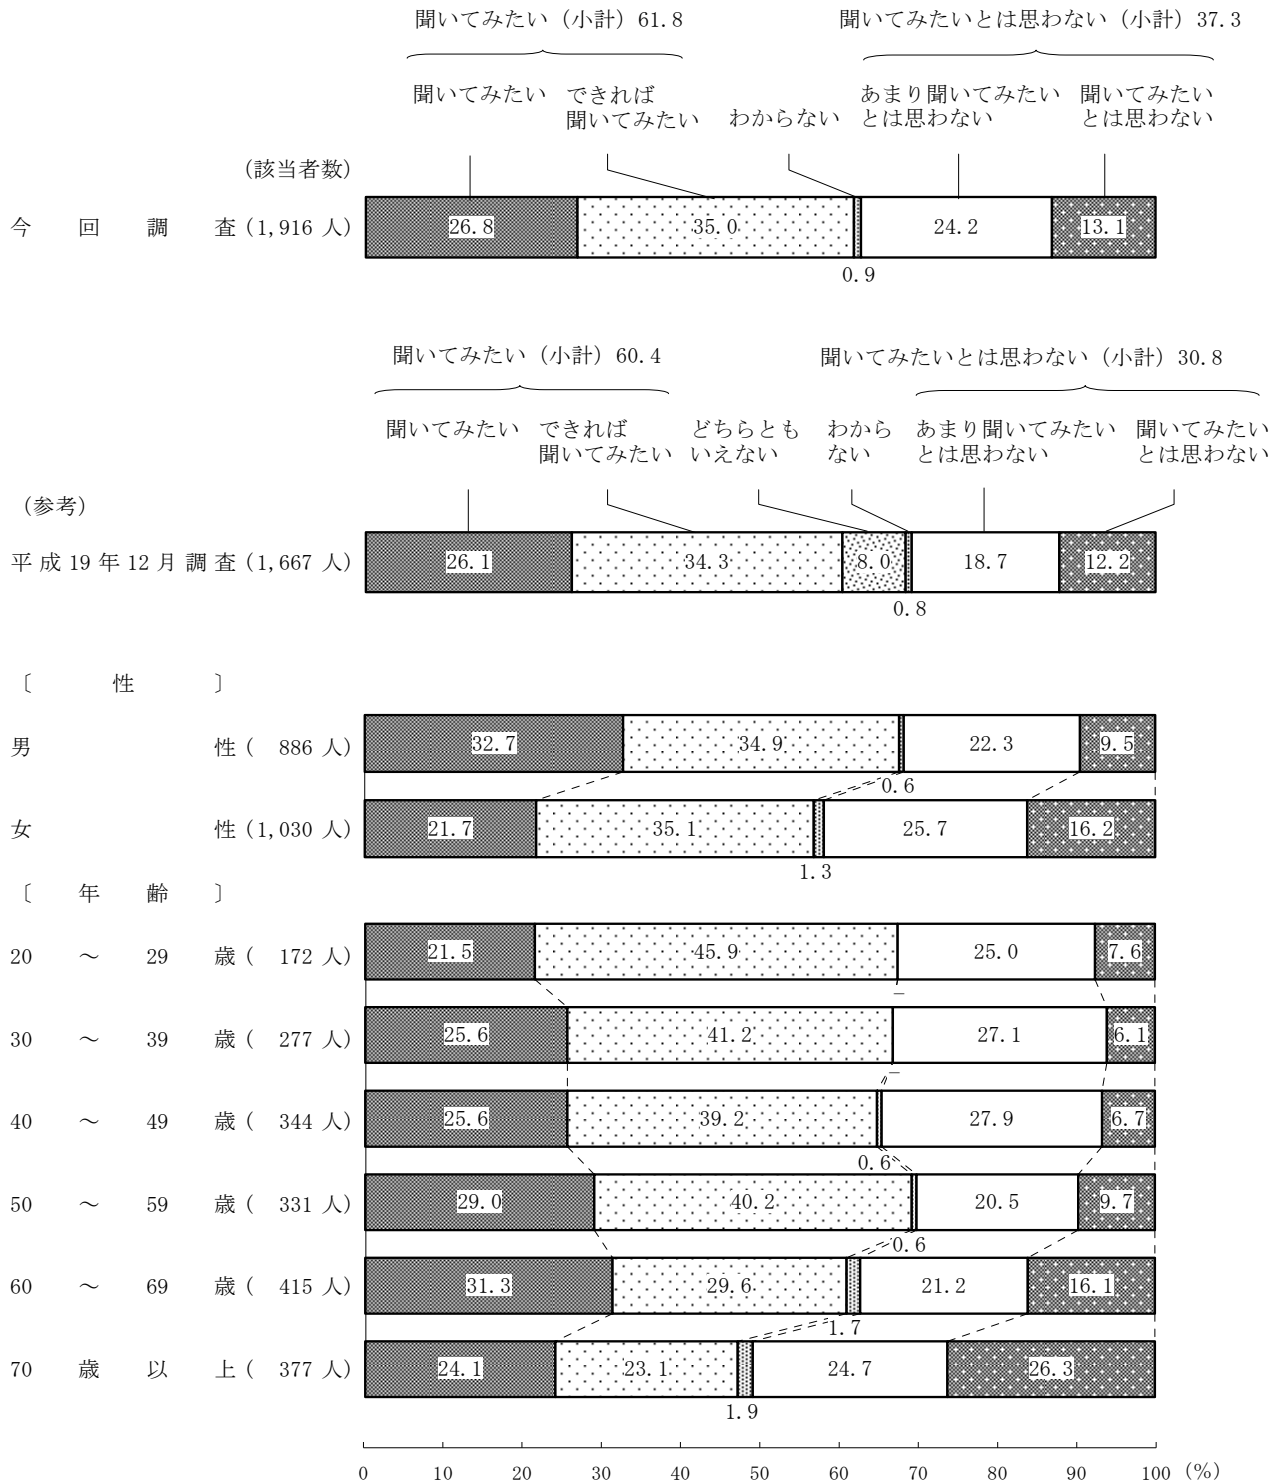 聞いてみたい（小計）61.8 聞いてみたいとは思わない（小計）37.3
聞いてみたい できれば あまり聞いてみたい 聞いてみたい
聞いてみたい わからない とは思わない とは思わない
(該当者数)
今回調査(1,916 人) 26.8 35.0 24.2 13.1
0.9
聞いてみたい（小計）60.4 聞いてみたいとは思わない（小計）30.8
聞いてみたい できれば どちらとも わから あまり聞いてみたい 聞いてみたい
聞いてみたい いえない ない とは思わない とは思わない
(参考)
平成19年12月調査(1,667 人) 26.1 34.3 8.0 18.7 12.2
0.8
〔 性 〕
男性( 886 人) 32.7 34.9 22.3 9.5
0.6
女性(1,030 人) 21.7 35.1 25.7 16.2
1.3
〔 年齢 〕
20 ～ 29 歳( 172 人) 21.5 45.9 25.0 7.6
－
30 ～ 39 歳( 277 人) 25.6 41.2 27.1 6.1
－
40 ～ 49 歳( 344 人) 25.6 39.2 27.9 6.7
0.6
50 ～ 59 歳( 331 人) 29.0 40.2 20.5 9.7
0.6
60 ～ 69 歳( 415 人) 31.3 29.6 21.2 16.1
1.7
70 歳以上( 377 人) 24.1 23.1 24.7 26.3
1.9
0 10 20 30 40 50 60 70 80 90 100 (%)